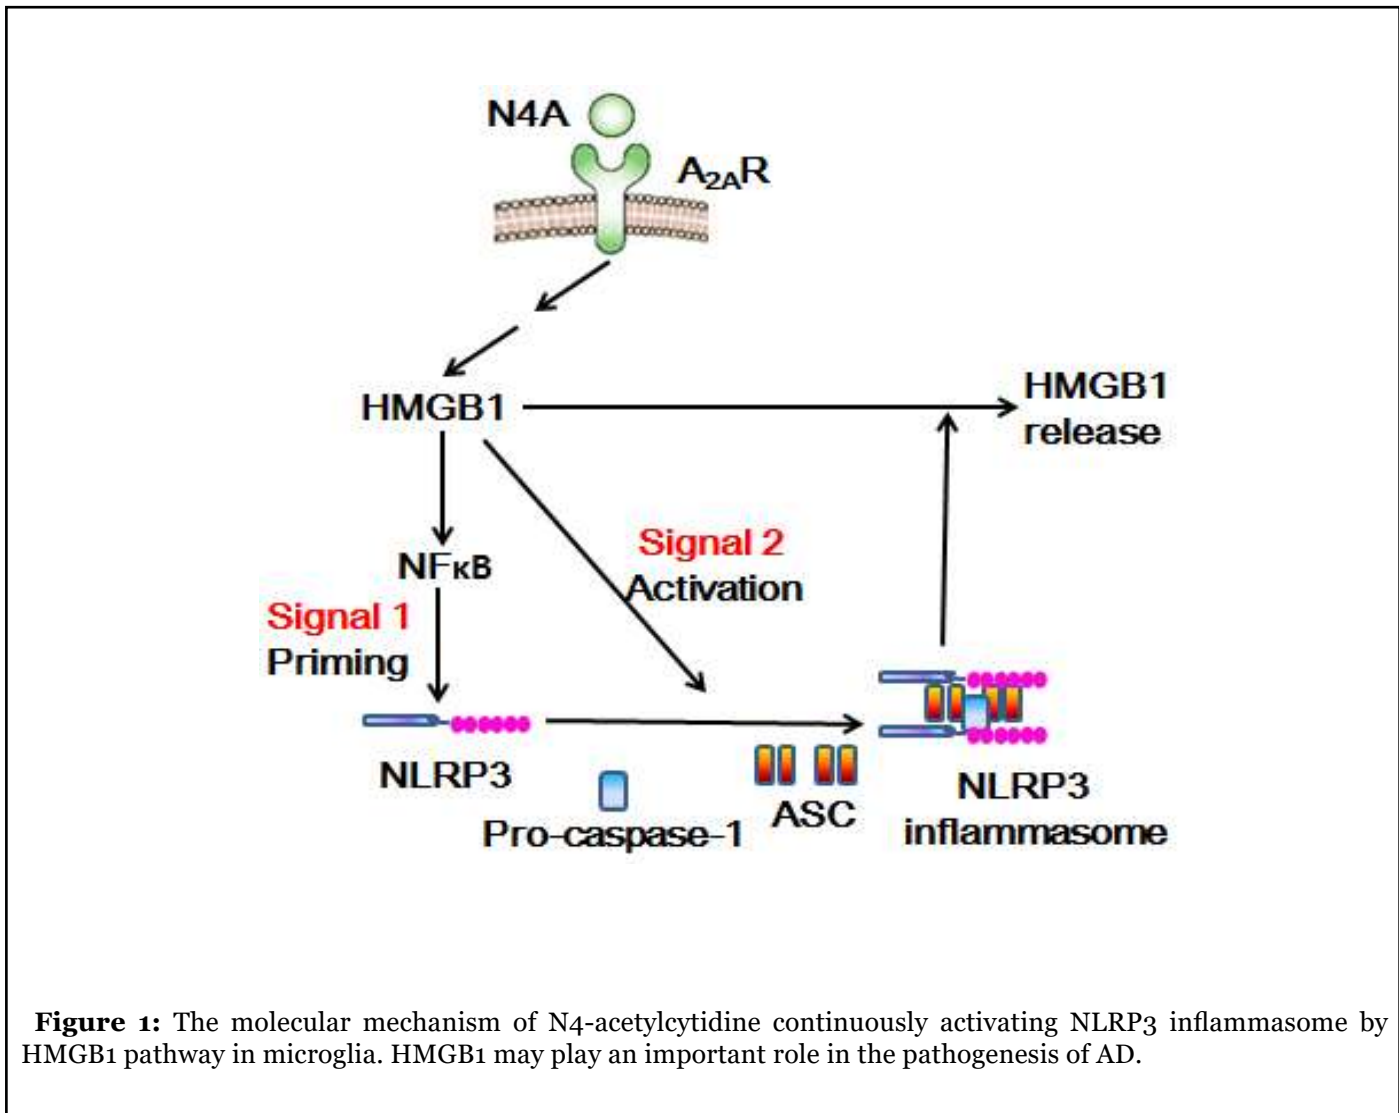 N4A
A2AR
HMGB1
HMGB1
release
NFκB
Signal 2
Activation
Signal 1
Priming
NLRP3
Pro-caspase-1
ASC
NLRP3
inflammasome
Figure 1: The molecular mechanism of N4-acetylcytidine continuously activating NLRP3 inflammasome by
HMGB1 pathway in microglia. HMGB1 may play an important role in the pathogenesis of AD.